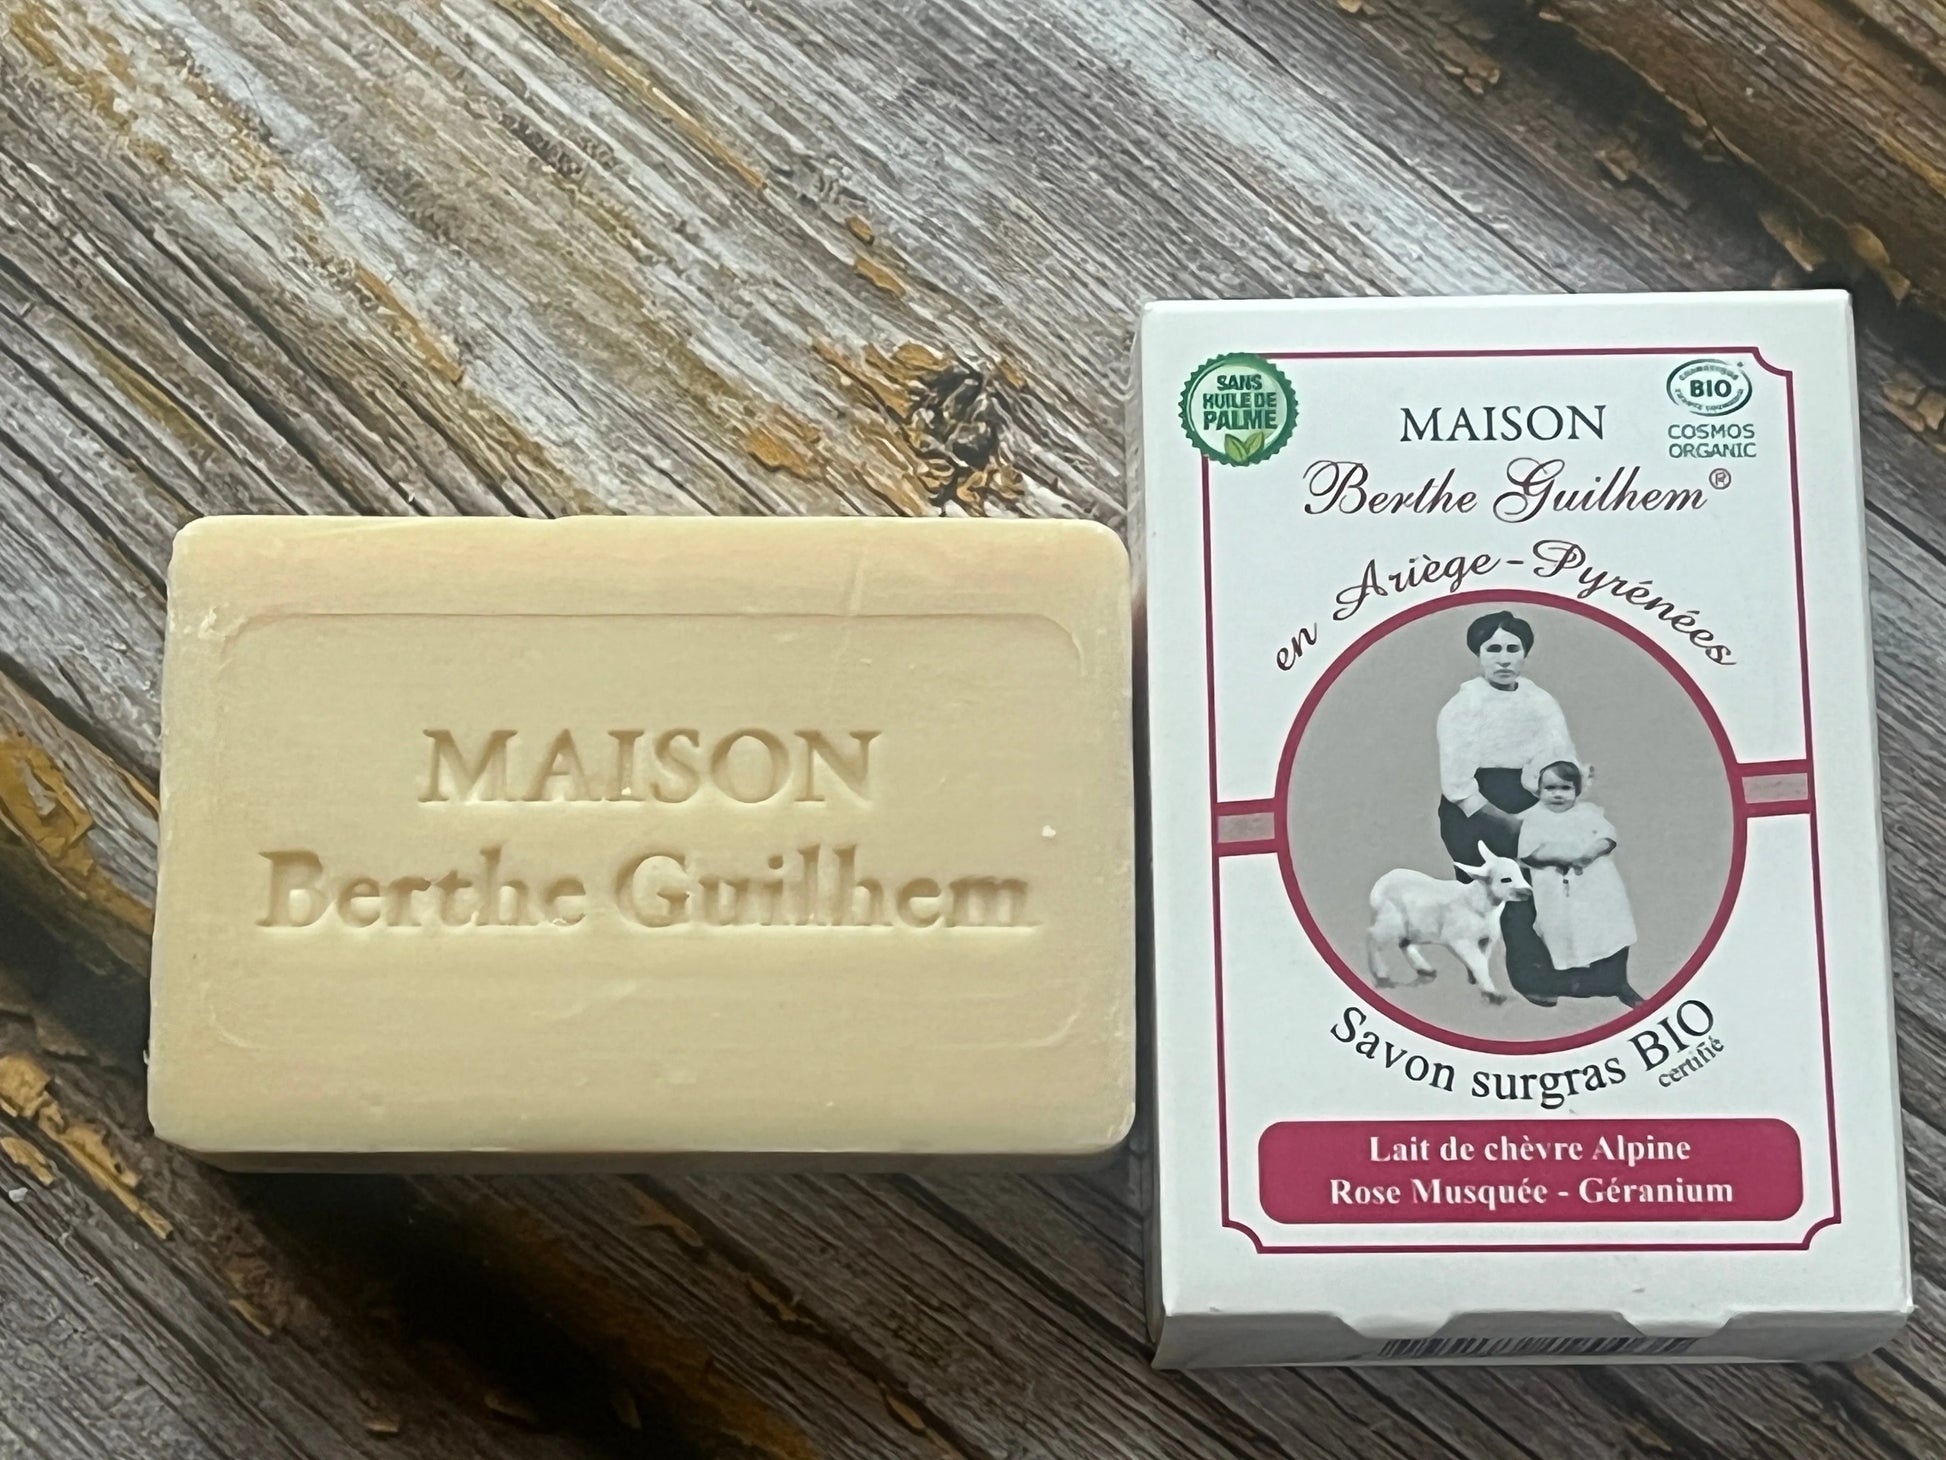 MAISON
Berthe Guilhem
SANS
HUILE DE
PALME
BIO
COSMOS
ORGANIC
MAISON
Berthe Guilhem®
en Ariège - Pyrénées
Savon surgras BIO
certifié
Lait de chèvre Alpine
Rose Musquée - Géranium